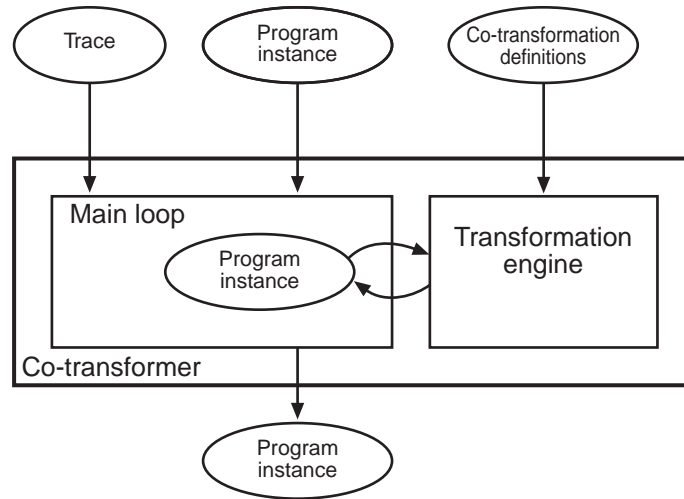 Trace
Program
instance
Co-transformation
definitions
Main loop
Program
instance
Transformation
engine
Co-transformer
Program
instance